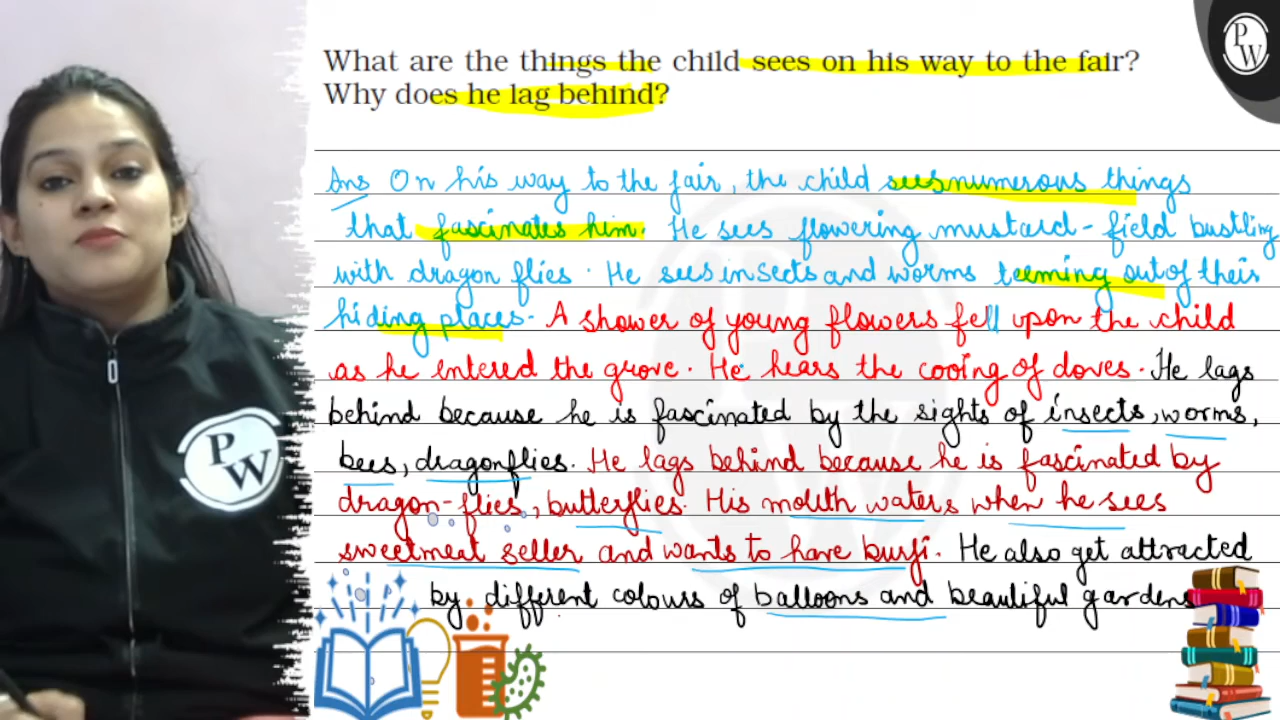 What are the things the child sees on his way to the fair?
Why does he lag behind?
Ans On his way to the fair, the child sees numerous things
that fascinates him. He sees flowering mustard-field bustling
with dragon flies. He sees insects and worms teeming out of their
hiding places. A shower of young flowers fell upon the child
as he entered the grove. He hears the cooing of doves. He lags
behind because he is fascinated by the sights of insects, worms,
bees, dragonflies. He lags behind because he is fascinated by
dragon-flies, butterflies. His mouth waters when he sees
sweetmeat seller and wants to have burfi. He also get attracted
by different colours of balloons and beautiful gardens
PW
PW